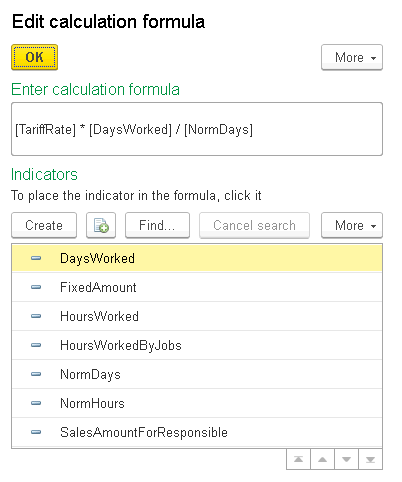 Edit calculation formula
OK
More
Enter calculation formula
[TariffRate] * [DaysWorked] / [NormDays]
Indicators
To place the indicator in the formula, click it
Create
Find...
Cancel search
More
DaysWorked
FixedAmount
HoursWorked
HoursWorkedByJobs
NormDays
NormHours
SalesAmountForResponsible